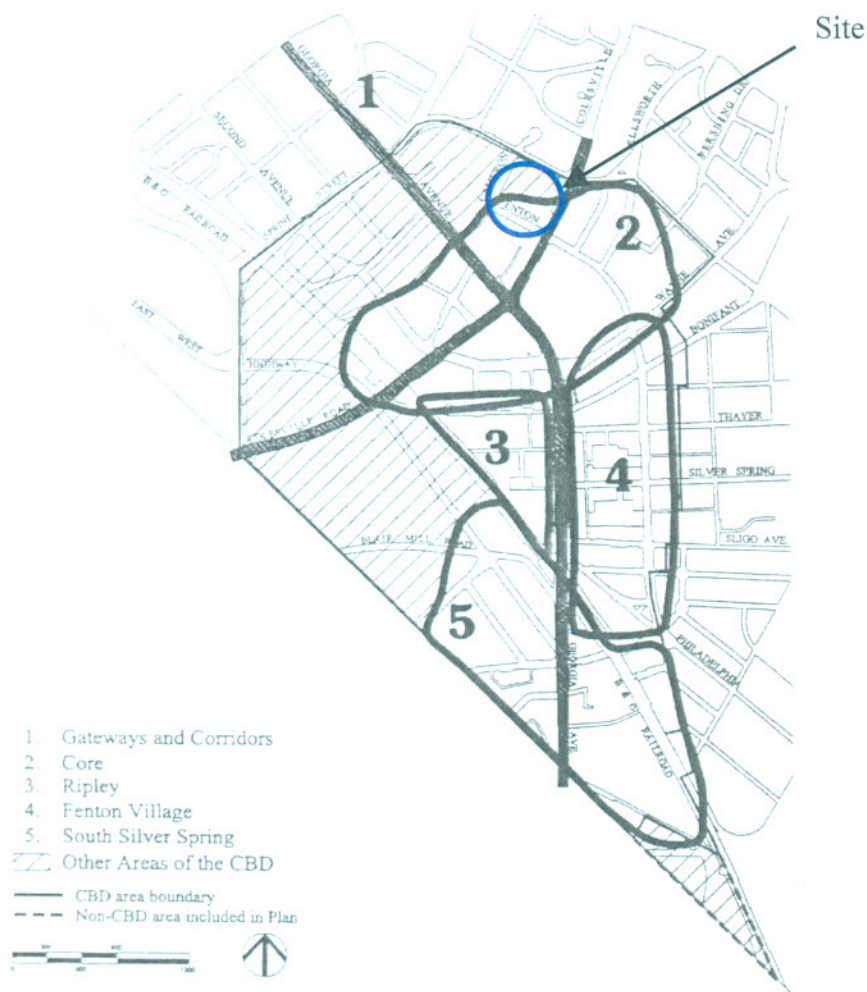 Site
GEORGIA
1
COLESVILLE
ELLSWORTH
PERSHING DR
SECOND
AVENUE
B&O RAILROAD
SPRING STREET
AVENUE
2
WAYNE AVE
BONIFANT
EAST WEST
HIGHWAY
THAYER
3
4
SILVER SPRING
SLIGO AVE
BLAIR MILL ROAD
5
PHILADELPHIA
GEORGIA AVE
B & O RAILROAD
1. Gateways and Corridors
2 Core
3. Ripley
4. Fenton Village
5. South Silver Spring
Other Areas of the CBD
CBD area boundary
Non-CBD area included in Plan